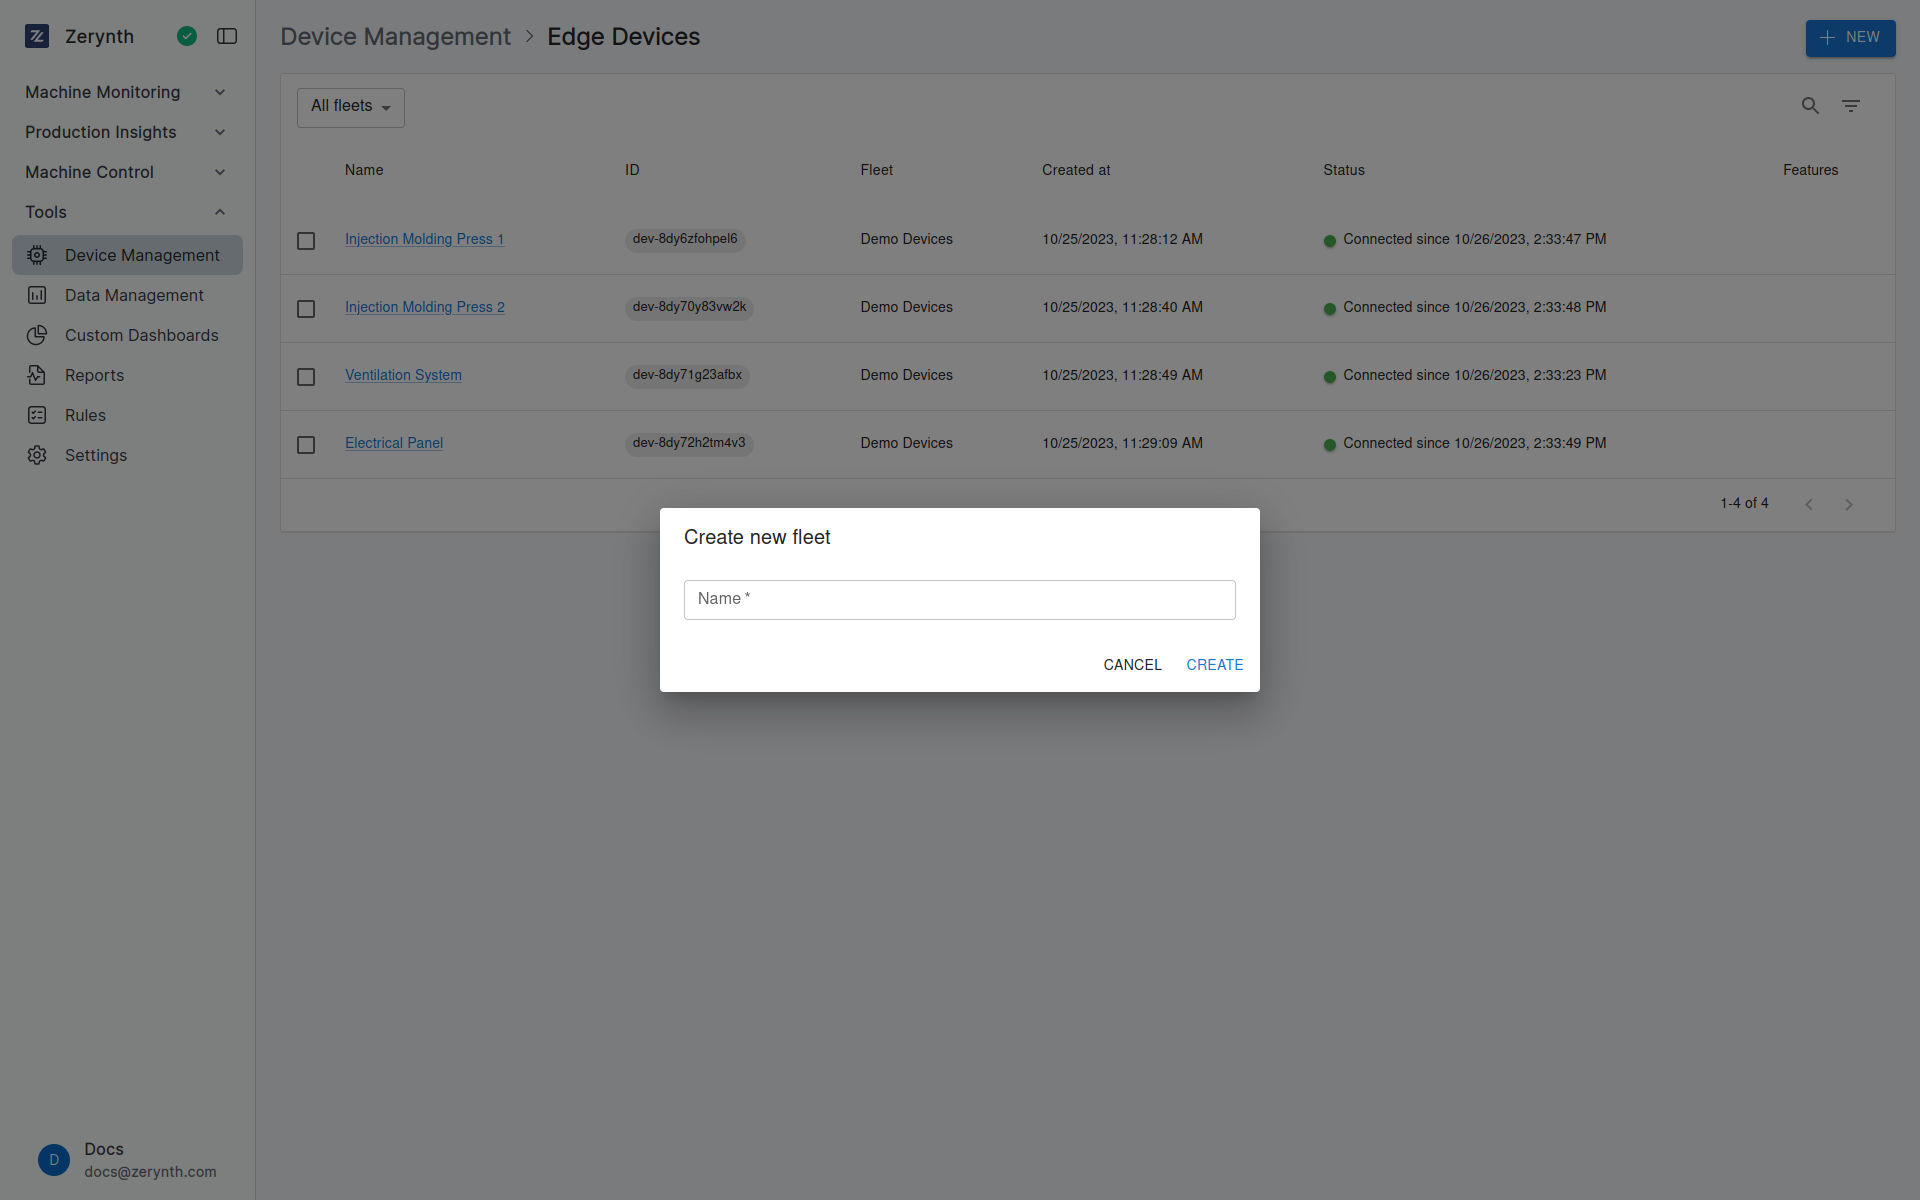 Zerynth
Machine Monitoring
Production Insights
Machine Control
Tools
Device Management
Data Management
Custom Dashboards
Reports
Rules
Settings
D
Docs
docs@zerynth.com
Device Management > Edge Devices
NEW
All fleets
Name ID Fleet Created at Status Features
Injection Molding Press 1 dev-8dy6zfohpel6 Demo Devices 10/25/2023, 11:28:12 AM Connected since 10/26/2023, 2:33:47 PM
Injection Molding Press 2 dev-8dy70y83vw2k Demo Devices 10/25/2023, 11:28:40 AM Connected since 10/26/2023, 2:33:48 PM
Ventilation System dev-8dy71g23afbx Demo Devices 10/25/2023, 11:28:49 AM Connected since 10/26/2023, 2:33:23 PM
Electrical Panel dev-8dy72h2tm4v3 Demo Devices 10/25/2023, 11:29:09 AM Connected since 10/26/2023, 2:33:49 PM
1-4 of 4
Create new fleet
Name *
CANCEL CREATE